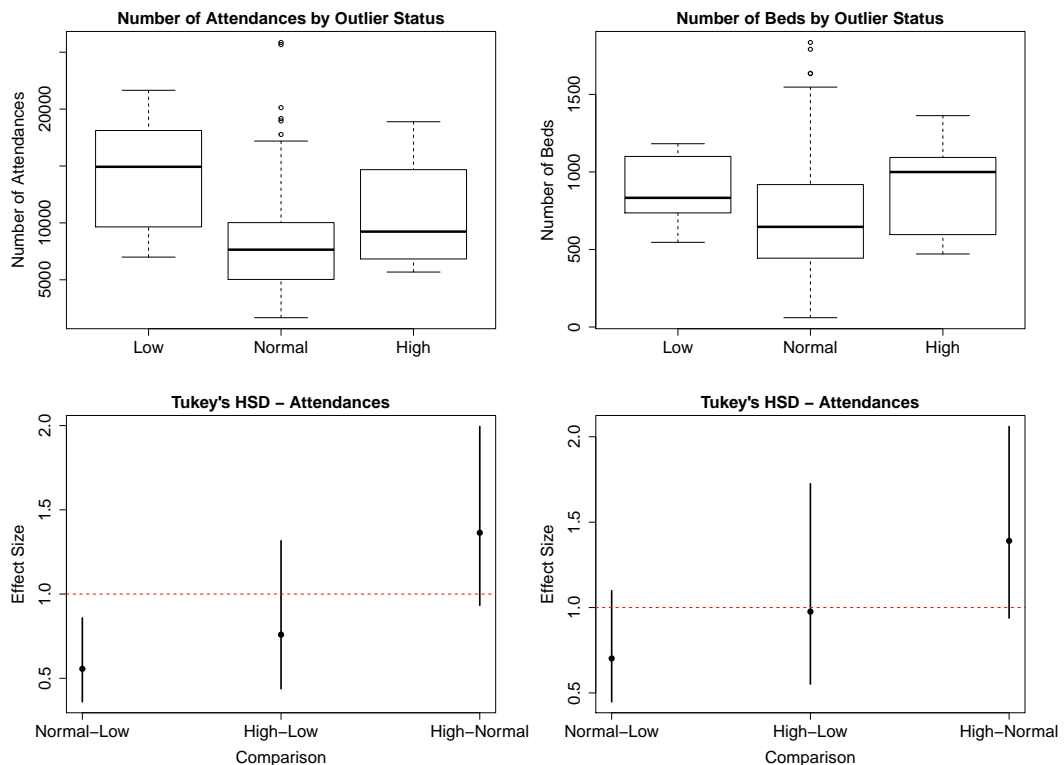 Number of Attendances by Outlier Status
Number of Attendances
20000
10000
5000
Low Normal High
Number of Beds by Outlier Status
Number of Beds
1500
1000
500
0
Low Normal High
Tukey's HSD – Attendances
Effect Size
2.0
1.5
1.0
0.5
Normal–Low High–Low High–Normal
Comparison
Tukey's HSD – Attendances
Effect Size
2.0
1.5
1.0
0.5
Normal–Low High–Low High–Normal
Comparison